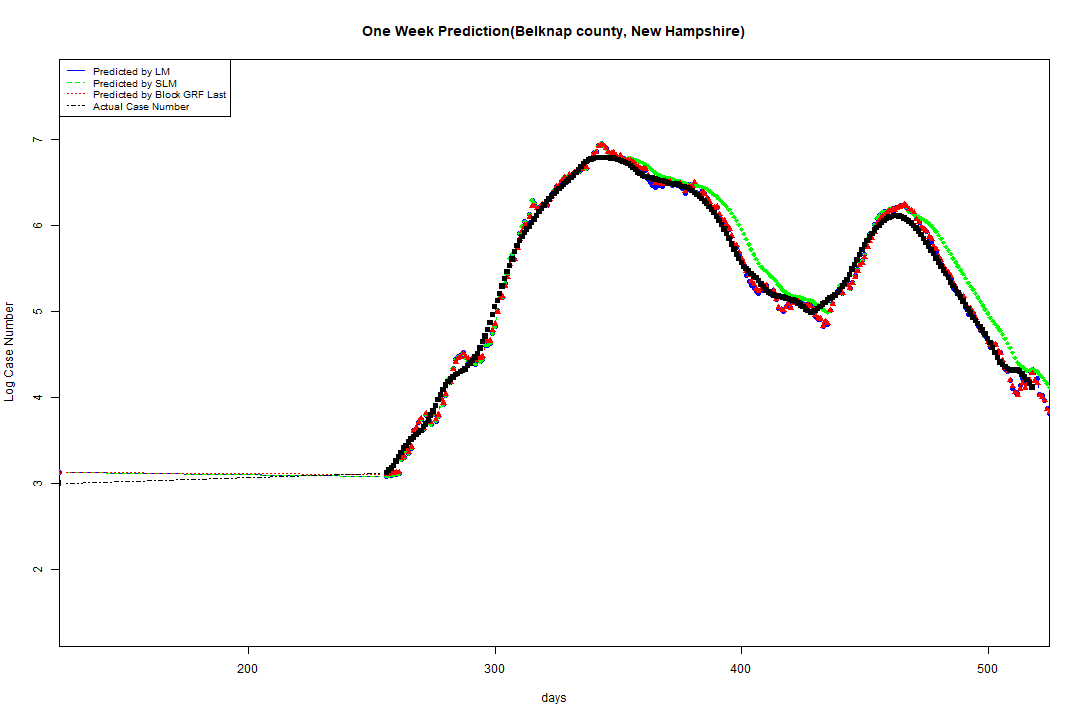 One Week Prediction(Belknap county, New Hampshire)
Predicted by LM
Predicted by SLM
Predicted by Block GRF Last
Actual Case Number
7
6
5
4
3
2
Log Case Number
200 300 400 500
days